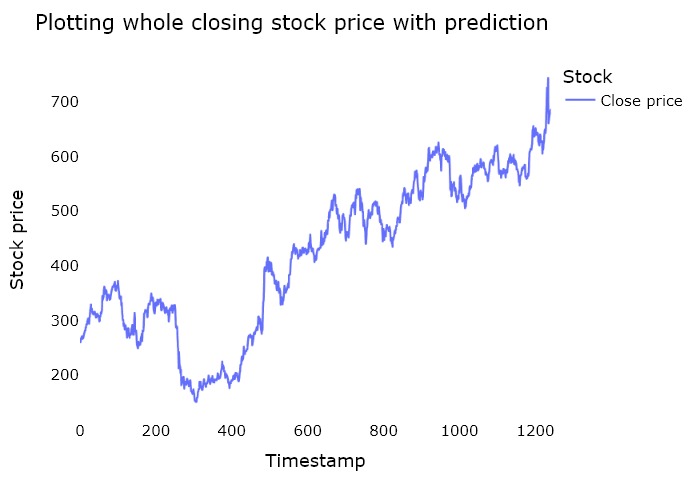 Plotting whole closing stock price with prediction
Stock
Close price
Stock price
700
600
500
400
300
200
0 200 400 600 800 1000 1200
Timestamp